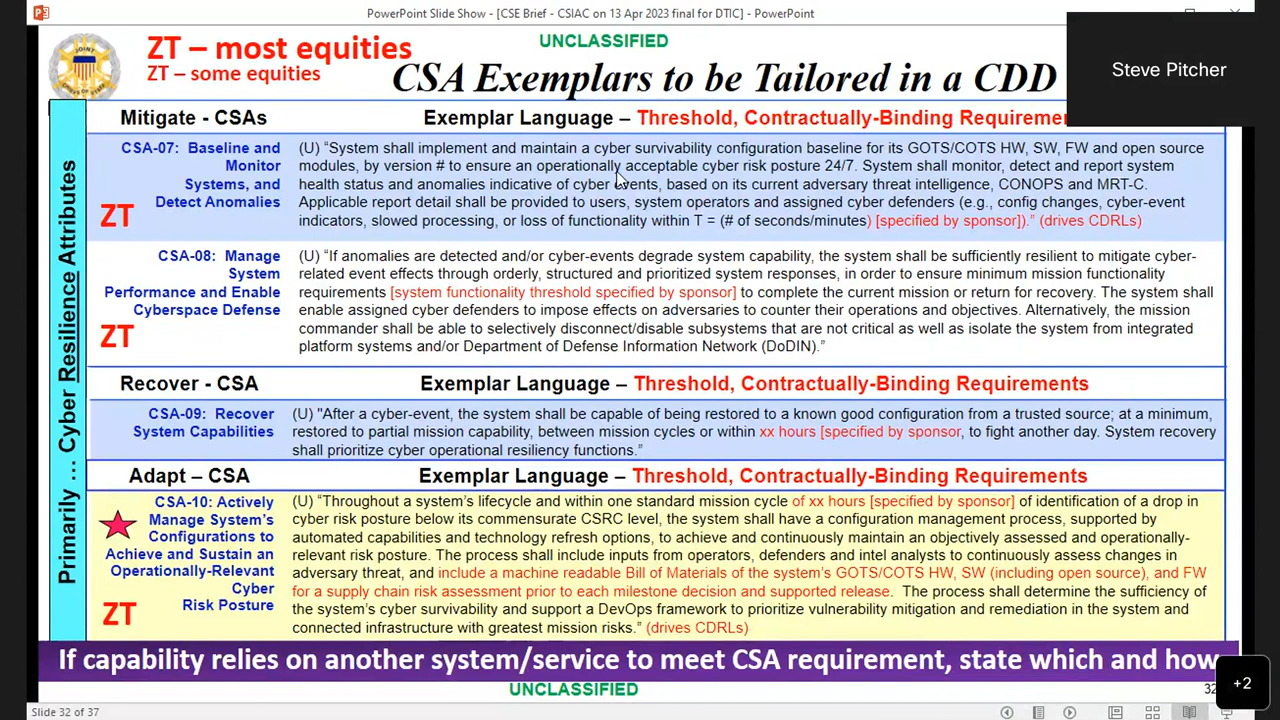 PowerPoint Slide Show - [CSE Brief - CSIAC on 13 Apr 2023 final for DTIC] - PowerPoint
UNCLASSIFIED
ZT – most equities
ZT – some equities
CSA Exemplars to be Tailored in a CDD
Steve Pitcher
Primarily ... Cyber Resilience Attributes
Mitigate - CSAs
Exemplar Language – Threshold, Contractually-Binding
CSA-07: Baseline and
Monitor
Systems, and
Detect Anomalies
ZT
(U) “System shall implement and maintain a cyber survivability configuration baseline for its GOTS/COTS HW, SW, FW and open source
modules, by version # to ensure an operationally acceptable cyber risk posture 24/7. System shall monitor, detect and report system
health status and anomalies indicative of cyber events, based on its current adversary threat intelligence, CONOPS and MRT-C.
Applicable report detail shall be provided to users, system operators and assigned cyber defenders (e.g., config changes, cyber-event
indicators, slowed processing, or loss of functionality within T = (# of seconds/minutes) [specified by sponsor]).” (drives CDRLs)
CSA-08: Manage
System
Performance and Enable
Cyberspace Defense
ZT
(U) “If anomalies are detected and/or cyber-events degrade system capability, the system shall be sufficiently resilient to mitigate cyber-
related event effects through orderly, structured and prioritized system responses, in order to ensure minimum mission functionality
requirements [system functionality threshold specified by sponsor] to complete the current mission or return for recovery. The system shall
enable assigned cyber defenders to impose effects on adversaries to counter their operations and objectives. Alternatively, the mission
commander shall be able to selectively disconnect/disable subsystems that are not critical as well as isolate the system from integrated
platform systems and/or Department of Defense Information Network (DoDIN).”
Recover - CSA
Exemplar Language – Threshold, Contractually-Binding Requirements
CSA-09: Recover
System Capabilities
(U) "After a cyber-event, the system shall be capable of being restored to a known good configuration from a trusted source; at a minimum,
restored to partial mission capability, between mission cycles or within xx hours [specified by sponsor, to fight another day. System recovery
shall prioritize cyber operational resiliency functions.”
Adapt – CSA
Exemplar Language – Threshold, Contractually-Binding Requirements
CSA-10: Actively
Manage System’s
Configurations to
Achieve and Sustain an
Operationally-Relevant
Cyber
Risk Posture
ZT
(U) “Throughout a system’s lifecycle and within one standard mission cycle of xx hours [specified by sponsor] of identification of a drop in
cyber risk posture below its commensurate CSRC level, the system shall have a configuration management process, supported by
automated capabilities and technology refresh options, to achieve and continuously maintain an objectively assessed and operationally-
relevant risk posture. The process shall include inputs from operators, defenders and intel analysts to continuously assess changes in
adversary threat, and include a machine readable Bill of Materials of the system’s GOTS/COTS HW, SW (including open source), and FW
for a supply chain risk assessment prior to each milestone decision and supported release. The process shall determine the sufficiency of
the system’s cyber survivability and support a DevOps framework to prioritize vulnerability mitigation and remediation in the system and
connected infrastructure with greatest mission risks.” (drives CDRLs)
If capability relies on another system/service to meet CSA requirement, state which and how
UNCLASSIFIED
32
+2
Slide 32 of 37